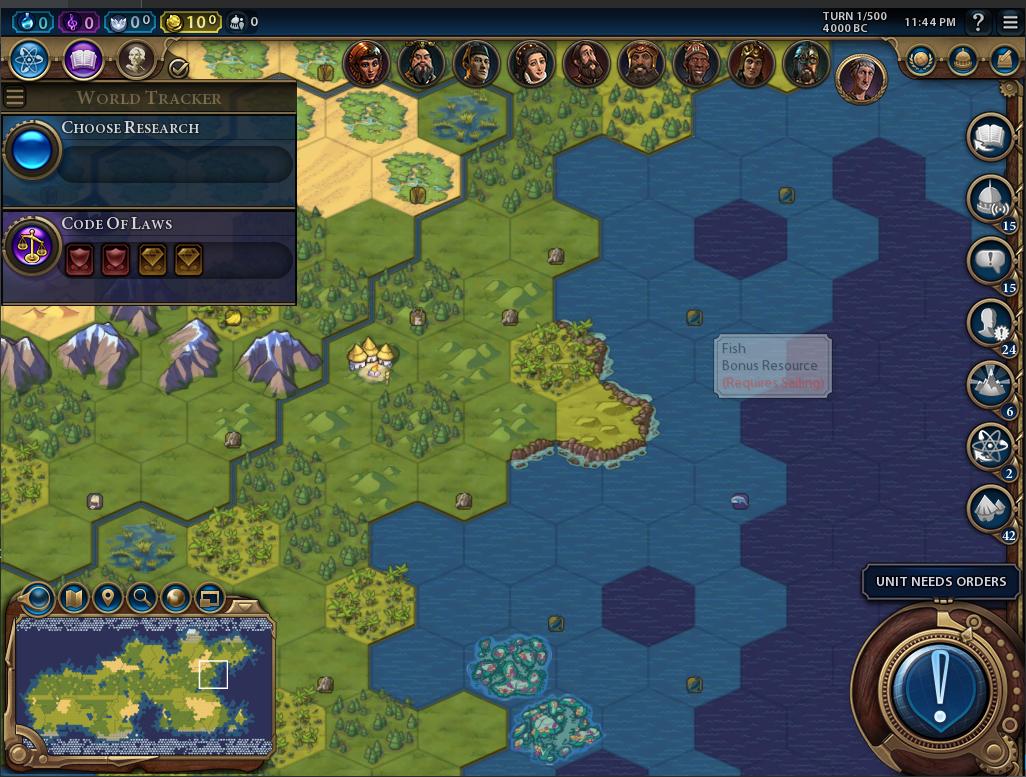 0 0 0⁰ 10⁰ 0
TURN 1/500
4000 BC
11:44 PM ?
WORLD TRACKER
CHOOSE RESEARCH
CODE OF LAWS
15
15
24
6
2
42
Fish
Bonus Resource
(Requires Sailing)
UNIT NEEDS ORDERS